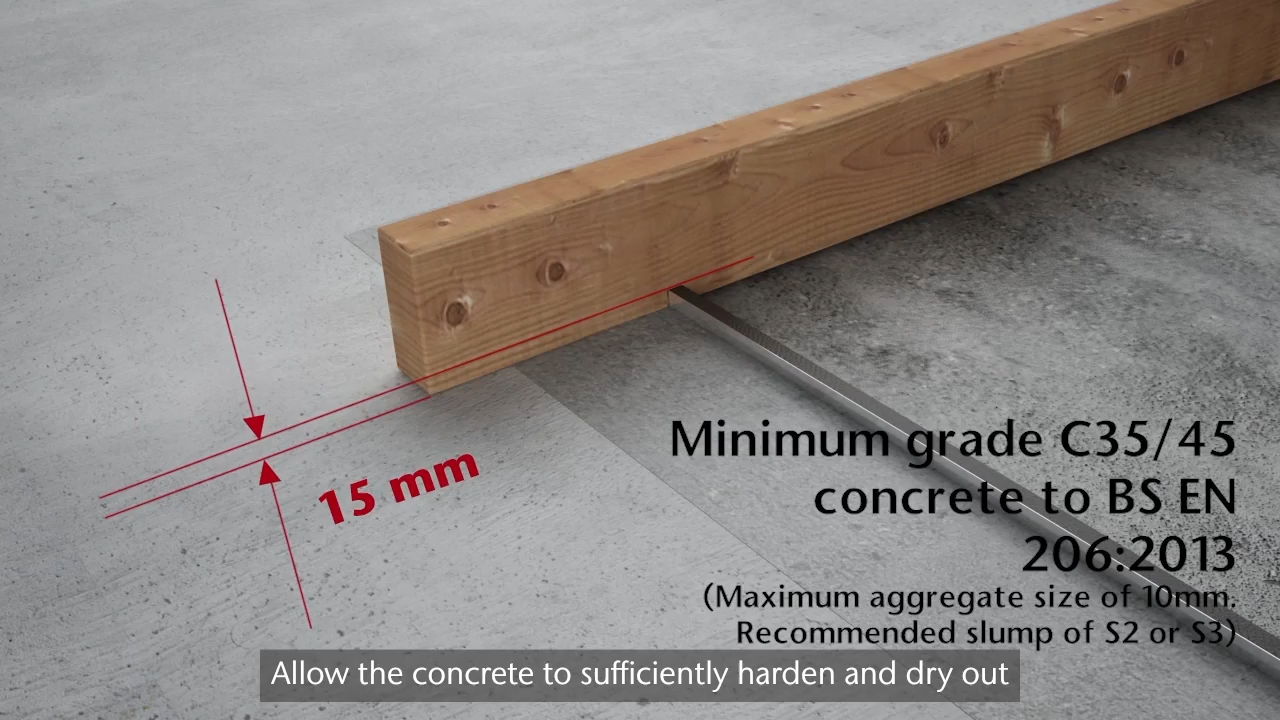 15 mm
Minimum grade C35/45
concrete to BS EN
206:2013
(Maximum aggregate size of 10mm.
Recommended slump of S2 or S3)
Allow the concrete to sufficiently harden and dry out